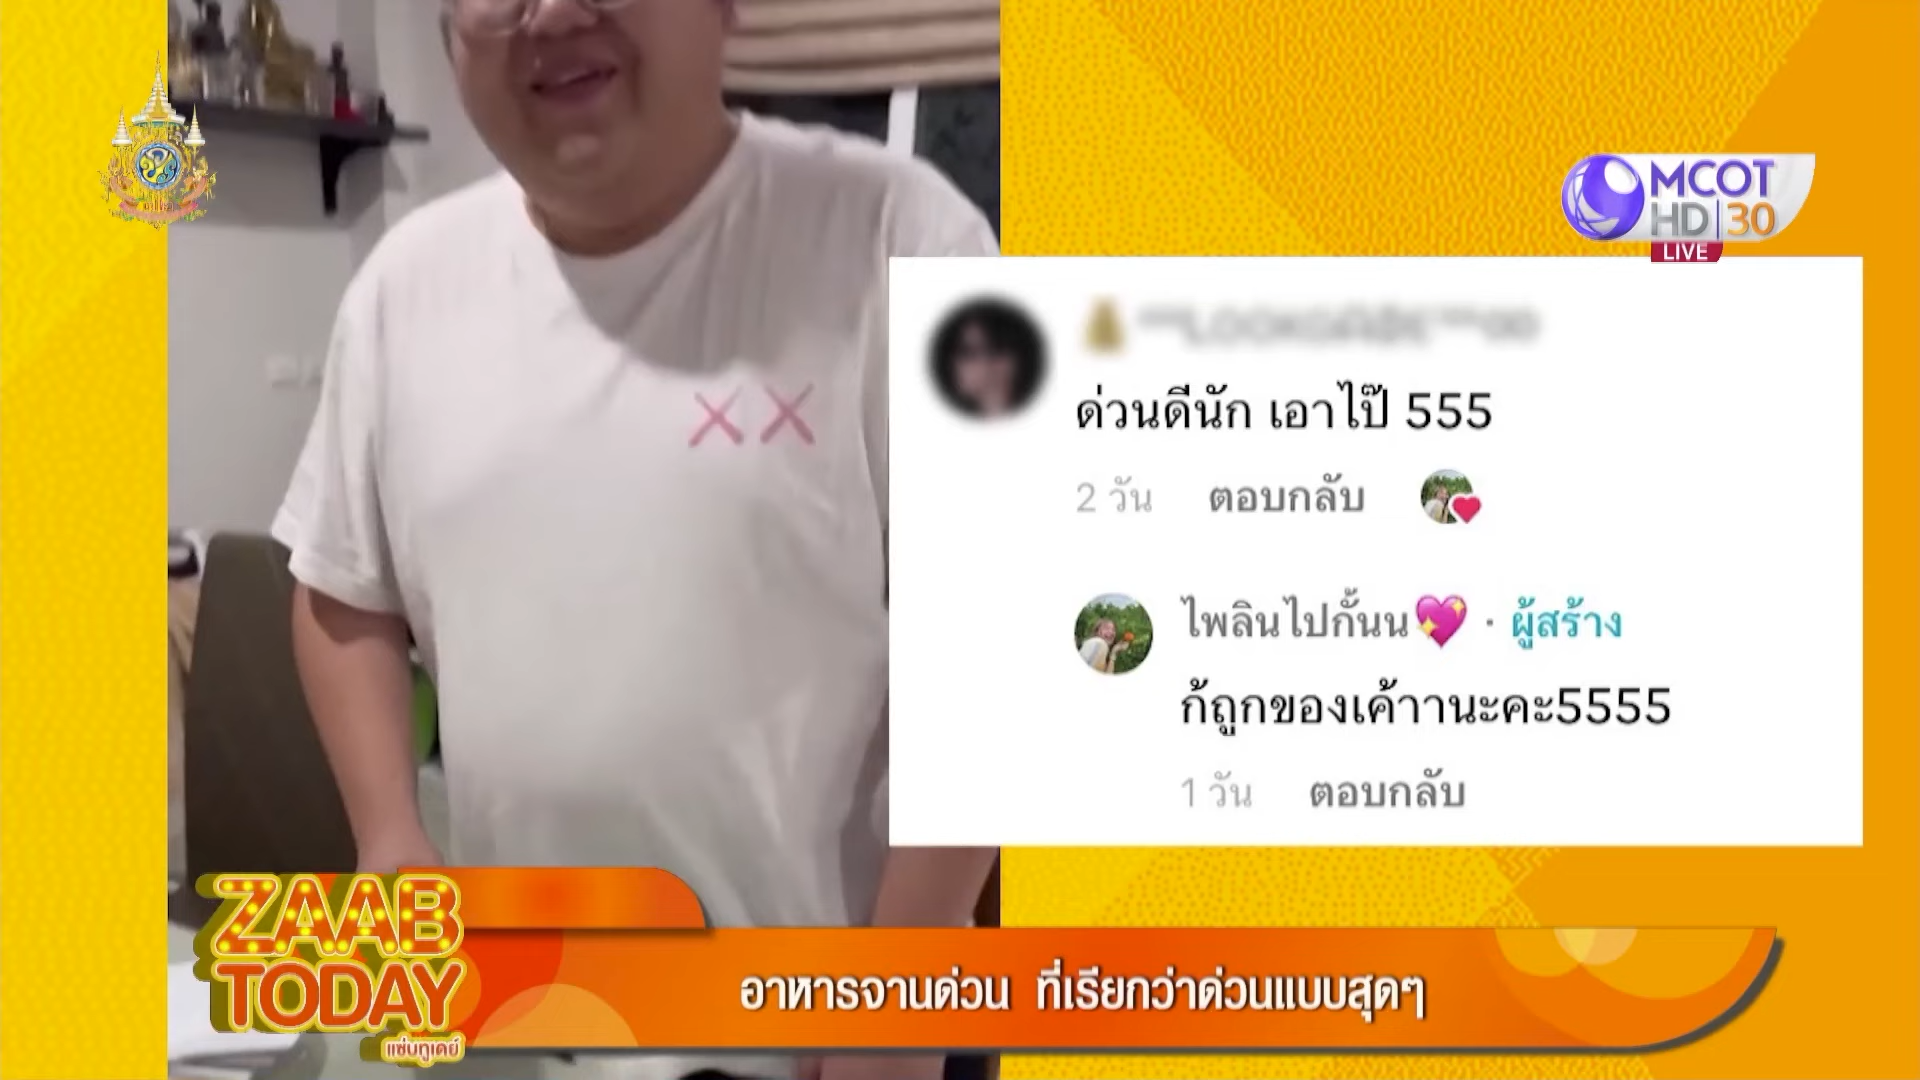 MCOT
HD 30
LIVE
XX
ด่วนดีนัก เอาไป๊ 555
2 วัน ตอบกลับ
ไพลินไปกั้นน💖 · ผู้สร้าง
ก้ถูกของเค้าานะคะ5555
1 วัน ตอบกลับ
ZAAB
TODAY
แซ่บทูเดย์
อาหารจานด่วน ที่เรียกว่าด่วนแบบสุดๆ